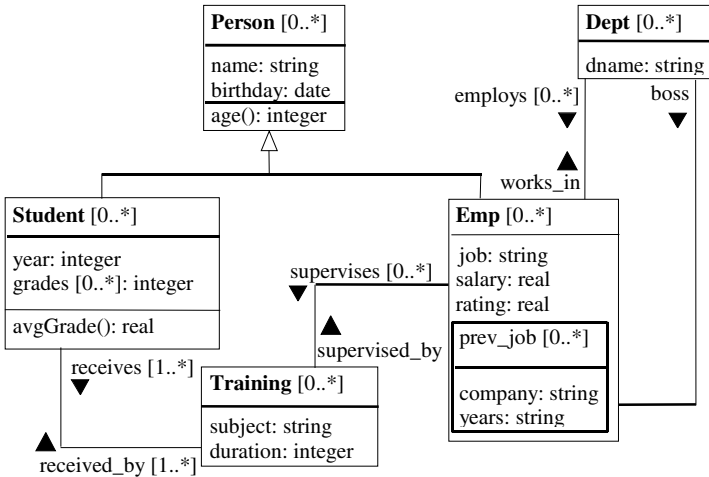 Person [0..*]
name: string
birthday: date
age(): integer
Dept [0..*]
dname: string
employs [0..*]
boss
works_in
Student [0..*]
year: integer
grades [0..*]: integer
avgGrade(): real
Emp [0..*]
job: string
salary: real
rating: real
prev_job [0..*]
company: string
years: string
supervises [0..*]
supervised_by
receives [1..*]
Training [0..*]
subject: string
duration: integer
received_by [1..*]